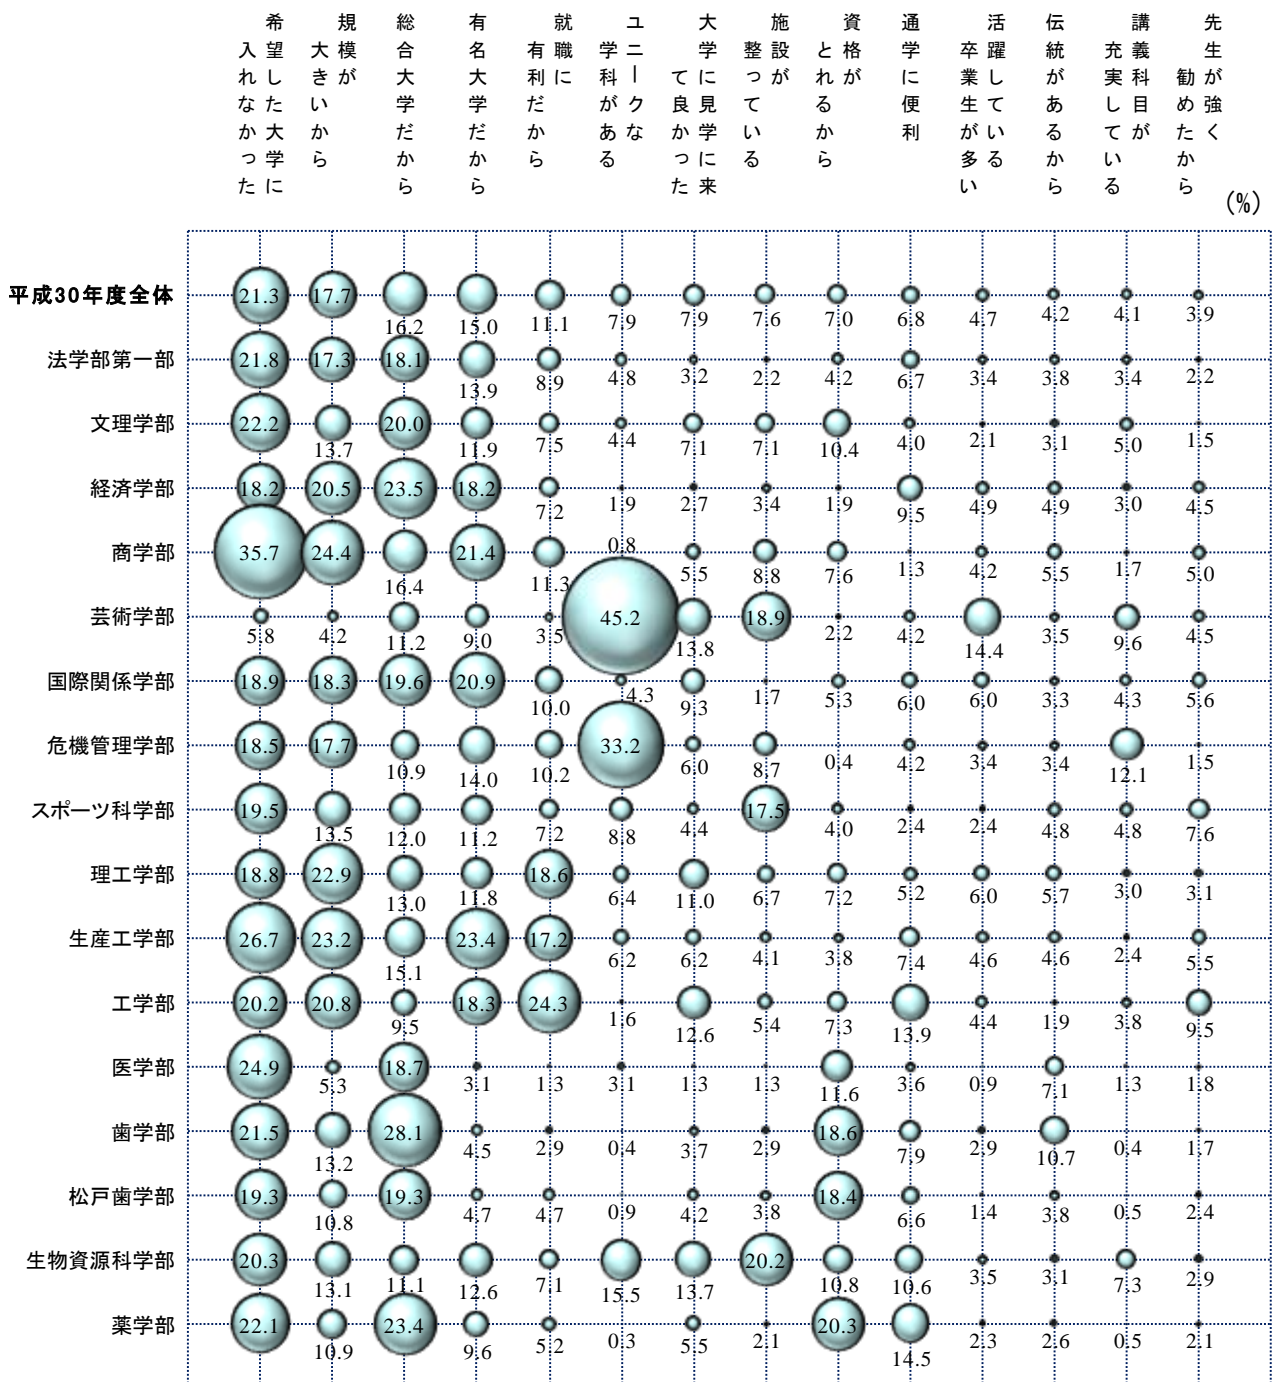 希望した大学に
入れなかった
規模が
大きいから
総合大学だから
有名大学だから
就職に
有利だから
ユニークな
学科がある
大学に見学に来
て良かった
施設が
整っている
資格が
とれるから
通学に便利
活躍している
卒業生が多い
伝統があるから
講義科目が
充実している
先生が強く
勧めたから
(%)
平成30年度全体 21.3 17.7 16.2 15.0 11.1 7.9 7.9 7.6 7.0 6.8 4.7 4.2 4.1 3.9
法学部第一部 21.8 17.3 18.1 13.9 8.9 4.8 3.2 2.2 4.2 6.7 3.4 3.8 3.4 2.2
文理学部 22.2 13.7 20.0 11.9 7.5 4.4 7.1 7.1 10.4 4.0 2.1 3.1 5.0 1.5
経済学部 18.2 20.5 23.5 18.2 7.2 1.9 2.7 3.4 1.9 9.5 4.9 4.9 3.0 4.5
商学部 35.7 24.4 16.4 21.4 11.3 0.8 5.5 8.8 7.6 1.3 4.2 5.5 1.7 5.0
芸術学部 5.8 4.2 11.2 9.0 3.5 45.2 13.8 18.9 2.2 4.2 14.4 3.5 9.6 4.5
国際関係学部 18.9 18.3 19.6 20.9 10.0 4.3 9.3 1.7 5.3 6.0 6.0 3.3 4.3 5.6
危機管理学部 18.5 17.7 10.9 14.0 10.2 33.2 6.0 8.7 0.4 4.2 3.4 3.4 12.1 1.5
スポーツ科学部 19.5 13.5 12.0 11.2 7.2 8.8 4.4 17.5 4.0 2.4 2.4 4.8 4.8 7.6
理工学部 18.8 22.9 13.0 11.8 18.6 6.4 11.0 6.7 7.2 5.2 6.0 5.7 3.0 3.1
生産工学部 26.7 23.2 15.1 23.4 17.2 6.2 6.2 4.1 3.8 7.4 4.6 4.6 2.4 5.5
工学部 20.2 20.8 9.5 18.3 24.3 1.6 12.6 5.4 7.3 13.9 4.4 1.9 3.8 9.5
医学部 24.9 5.3 18.7 3.1 1.3 3.1 1.3 1.3 11.6 3.6 0.9 7.1 1.3 1.8
歯学部 21.5 13.2 28.1 4.5 2.9 0.4 3.7 2.9 18.6 7.9 2.9 10.7 0.4 1.7
松戸歯学部 19.3 10.8 19.3 4.7 4.7 0.9 4.2 3.8 18.4 6.6 1.4 3.8 0.5 2.4
生物資源科学部 20.3 13.1 11.1 12.6 7.1 15.5 13.7 20.2 10.8 10.6 3.5 3.1 7.3 2.9
薬学部 22.1 10.9 23.4 9.6 5.2 0.3 5.5 2.1 20.3 14.5 2.3 2.6 0.5 2.1